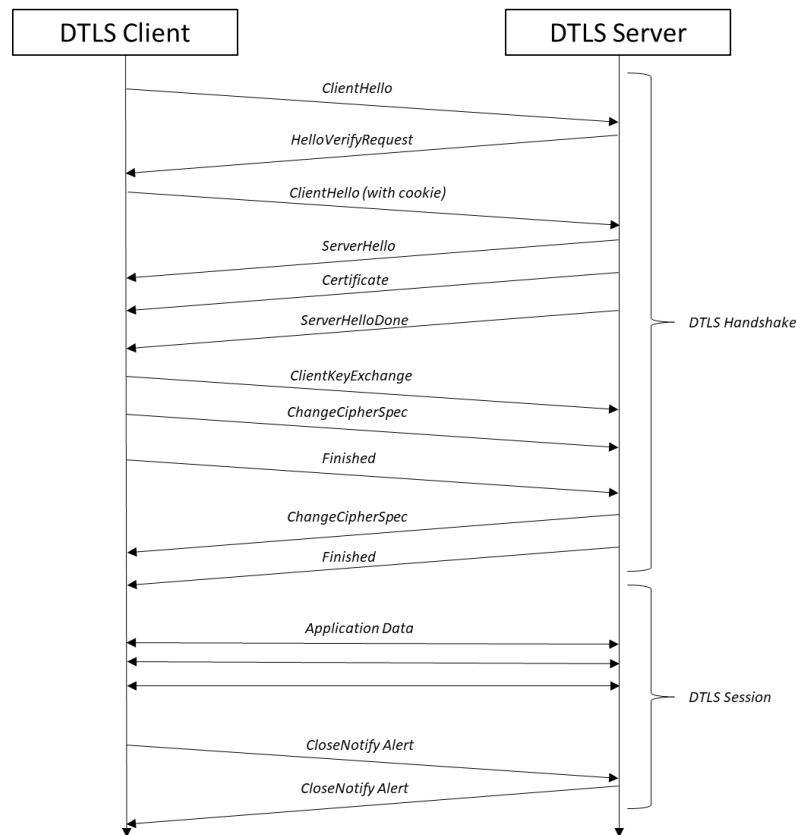 DTLS Client
DTLS Server
ClientHello
HelloVerifyRequest
ClientHello (with cookie)
ServerHello
Certificate
ServerHelloDone
DTLS Handshake
ClientKeyExchange
ChangeCipherSpec
Finished
ChangeCipherSpec
Finished
Application Data
DTLS Session
CloseNotify Alert
CloseNotify Alert